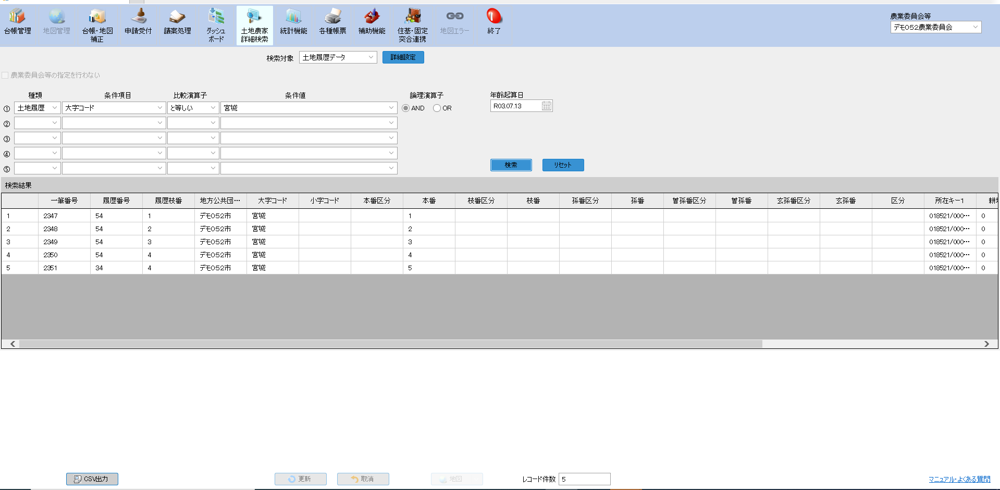 台帳管理 地図管理 台帳・地図補正 申請受付 議案処理 ダッシュボード 土地農家詳細検索 統計機能 各種帳票 補助機能 住基・固定突合連携 地図エラー 終了
農業委員会等
デモ052農業委員会
検索対象 土地履歴データ 詳細設定
農業委員会等の指定を行わない
種類 条件項目 比較演算子 条件値 論理演算子 年齢起算日
① 土地履歴 大字コード と等しい 宮城 AND OR R03.07.13
②
③
④
⑤
検索 リセット
検索結果
一筆番号 履歴番号 履歴枝番 地方公共団… 大字コード 小字コード 本番区分 本番 枝番区分 枝番 孫番区分 孫番 曽孫番区分 曽孫番 玄孫番区分 玄孫番 区分 所在キー1
1 2347 54 1 デモ052市 宮城 1 018521/000… 0
2 2348 54 2 デモ052市 宮城 2 018521/000… 0
3 2349 54 3 デモ052市 宮城 3 018521/000… 0
4 2350 54 4 デモ052市 宮城 4 018521/000… 0
5 2351 34 4 デモ052市 宮城 5 018521/000… 0
CSV出力 更新 取消 地図 レコード件数 5 マニュアル・よくある質問